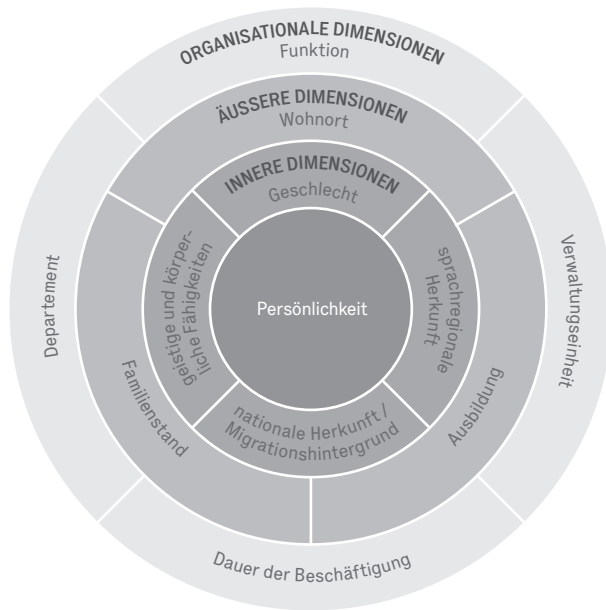 ORGANISATIONALE DIMENSIONEN
Funktion
ÄUSSERE DIMENSIONEN
Wohnort
INNERE DIMENSIONEN
Geschlecht
geistige und körper-
liche Fähigkeiten
sprachregionale
Herkunft
Persönlichkeit
Departement
Verwaltungseinheit
Familienstand
Ausbildung
nationale Herkunft /
Migrationshintergrund
Dauer der Beschäftigung